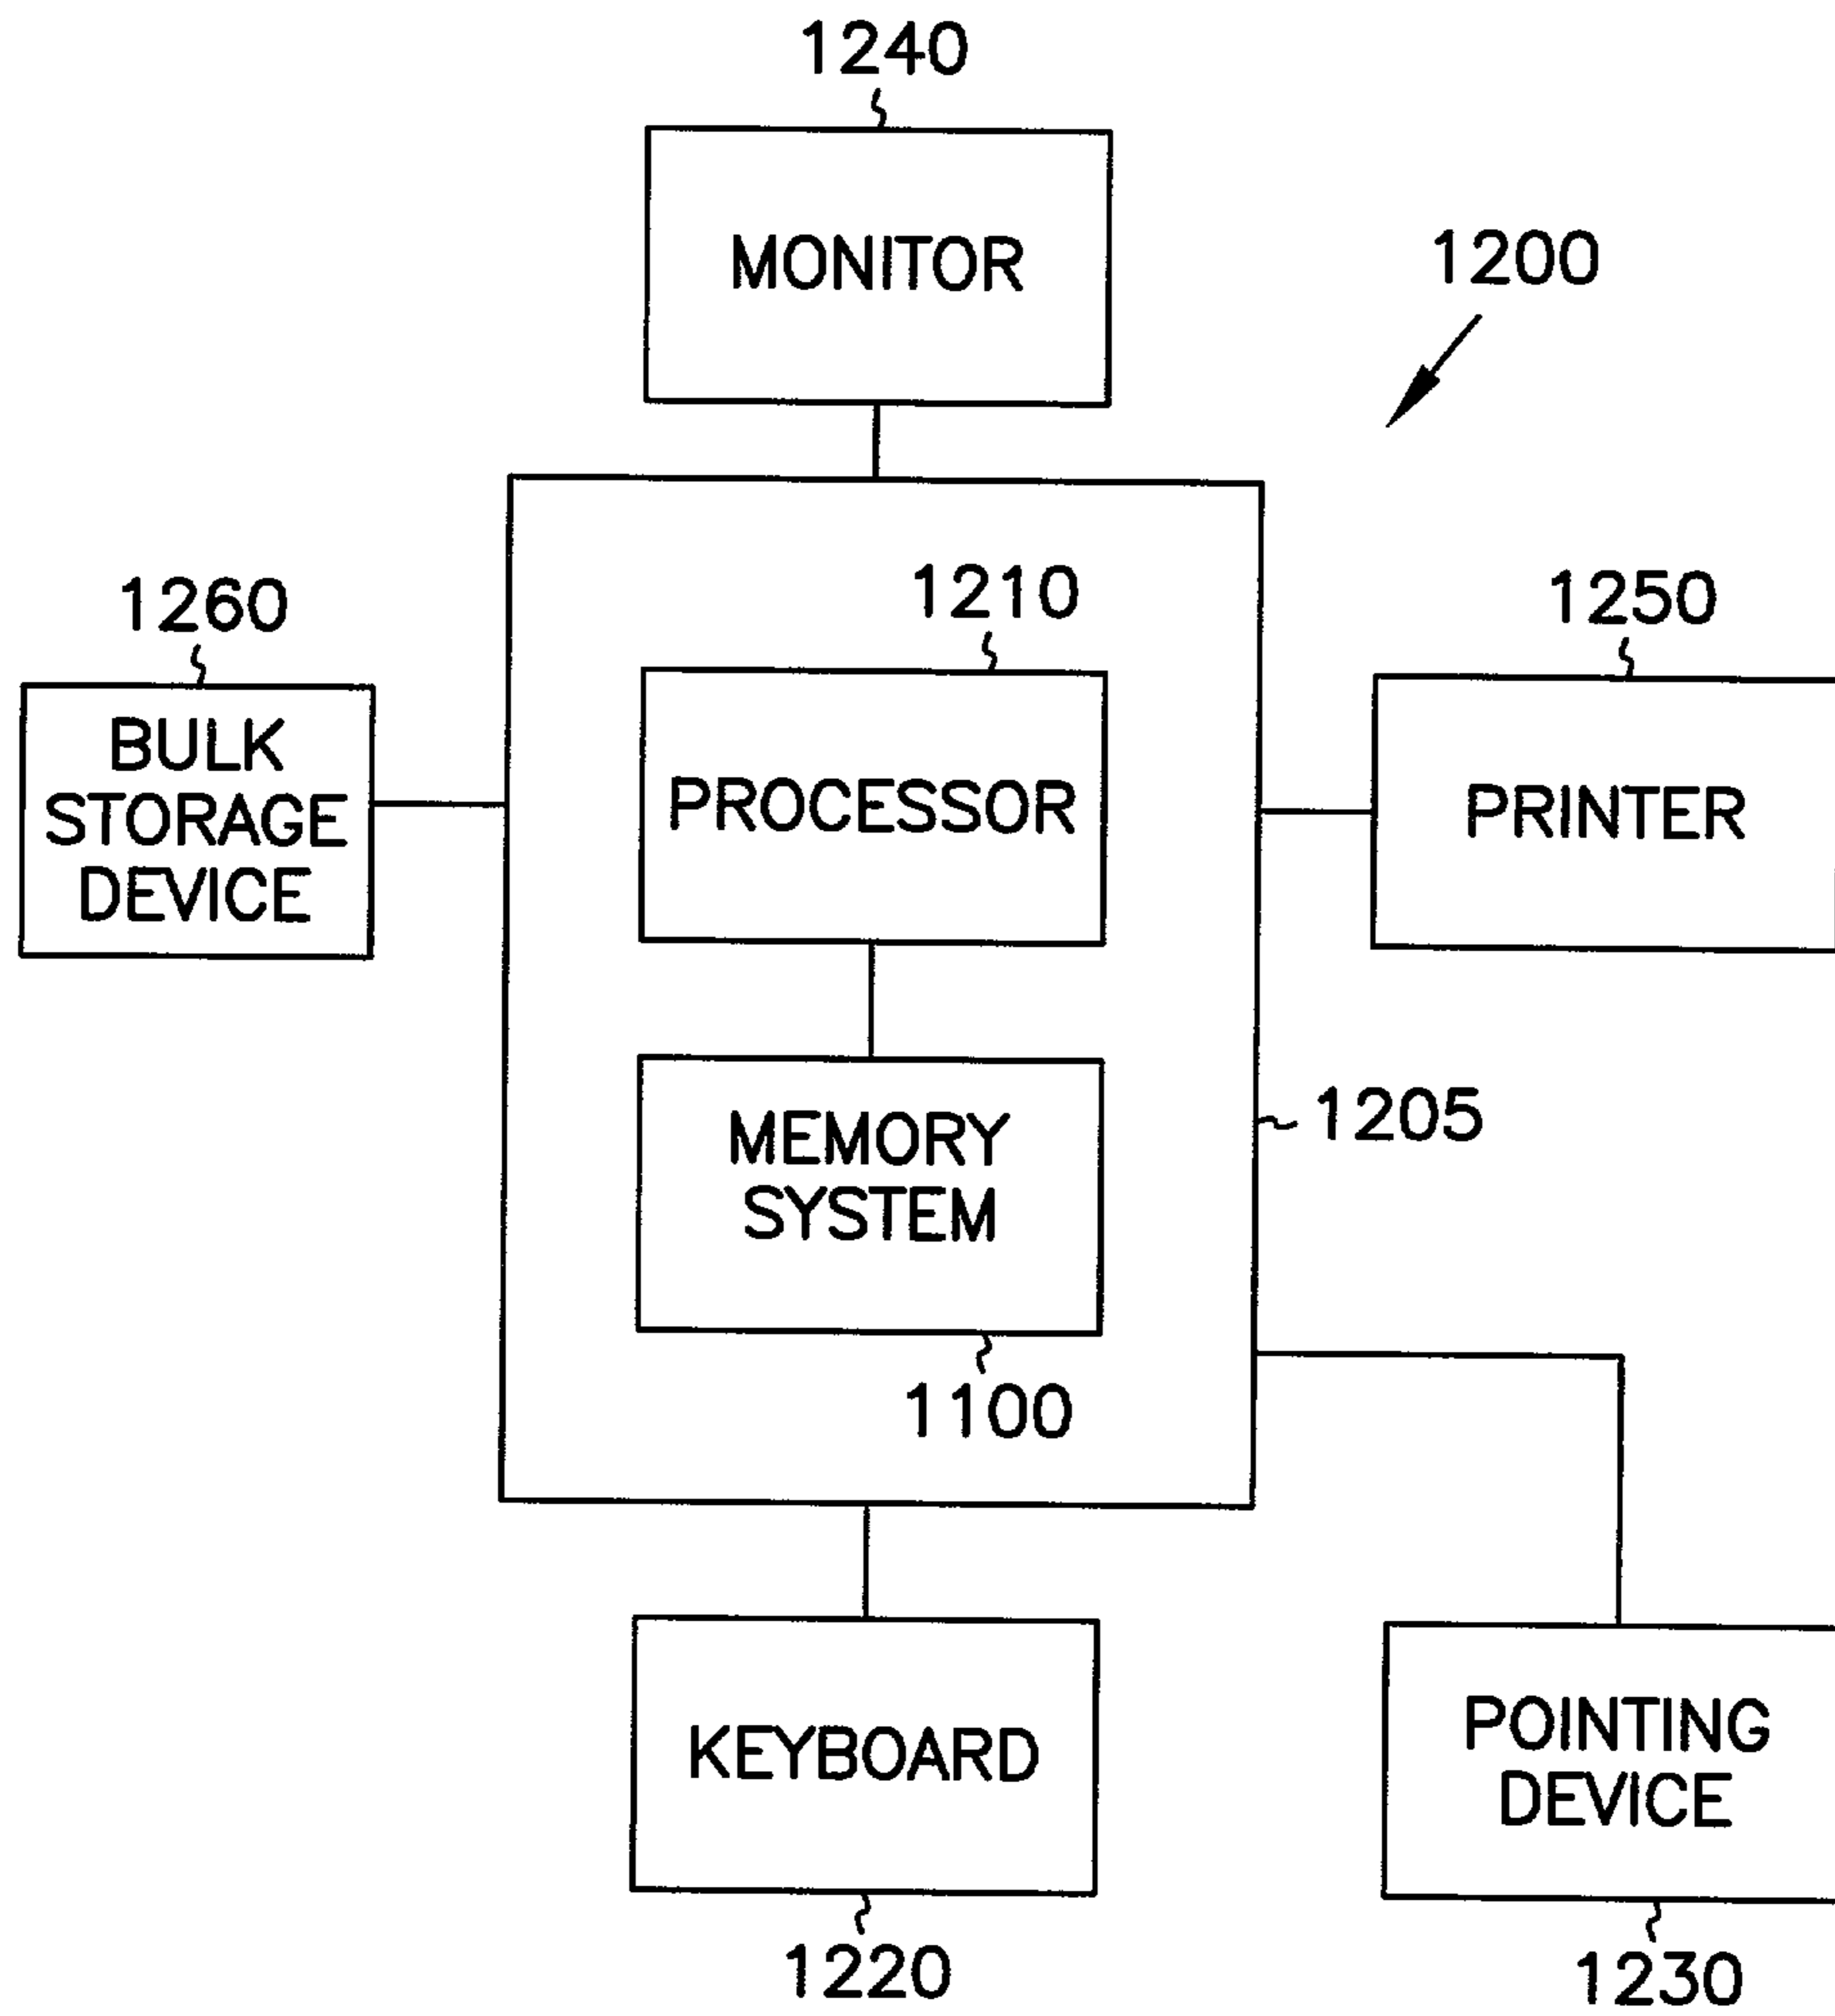 1240
MONITOR
1200
1260
BULK
STORAGE
DEVICE
1210
PROCESSOR
1250
PRINTER
MEMORY
SYSTEM
1205
1100
KEYBOARD
1220
POINTING
DEVICE
1230